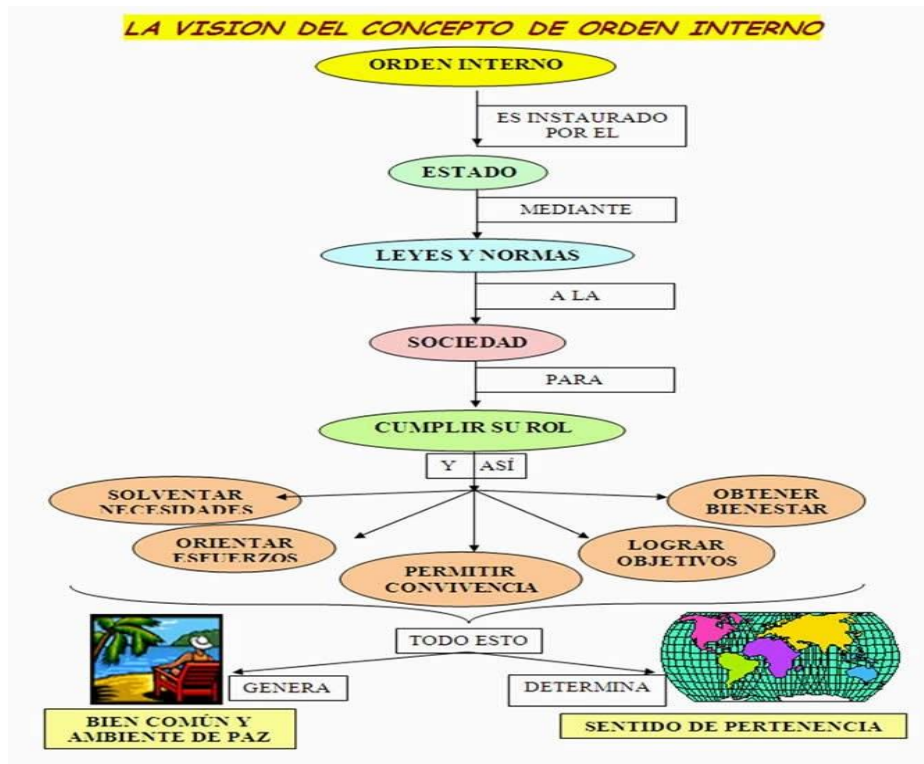 LA VISION DEL CONCEPTO DE ORDEN INTERNO
ORDEN INTERNO
ES INSTAURADO
POR EL
ESTADO
MEDIANTE
LEYES Y NORMAS
A LA
SOCIEDAD
PARA
CUMPLIR SU ROL
Y ASÍ
SOLVENTAR
NECESIDADES
ORIENTAR
ESFUERZOS
PERMITIR
CONVIVENCIA
LOGRAR
OBJETIVOS
OBTENER
BIENESTAR
TODO ESTO
GENERA
DETERMINA
BIEN COMÚN Y
AMBIENTE DE PAZ
SENTIDO DE PERTENENCIA